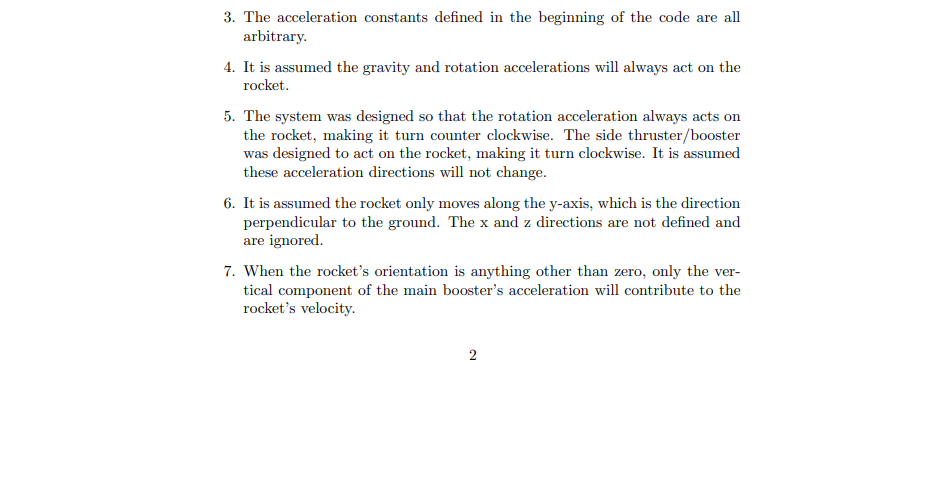 3. The acceleration constants defined in the beginning of the code are all
arbitrary.
4. It is assumed the gravity and rotation accelerations will always act on the
rocket.
5. The system was designed so that the rotation acceleration always acts on
the rocket, making it turn counter clockwise. The side thruster/booster
was designed to act on the rocket, making it turn clockwise. It is assumed
these acceleration directions will not change.
6. It is assumed the rocket only moves along the y-axis, which is the direction
perpendicular to the ground. The x and z directions are not defined and
are ignored.
7. When the rocket's orientation is anything other than zero, only the ver-
tical component of the main booster's acceleration will contribute to the
rocket's velocity.
2